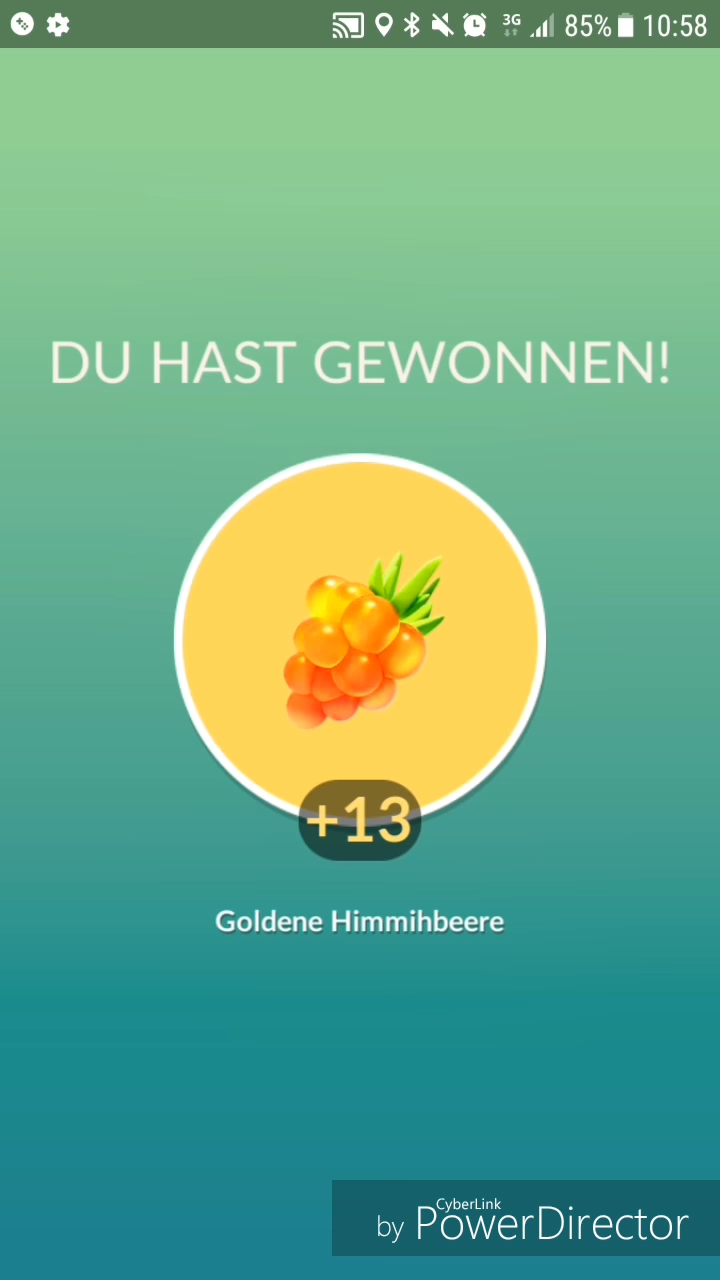 3G 85% 10:58
DU HAST GEWONNEN!
+13
Goldene Himmihbeere
CyberLink
by PowerDirector